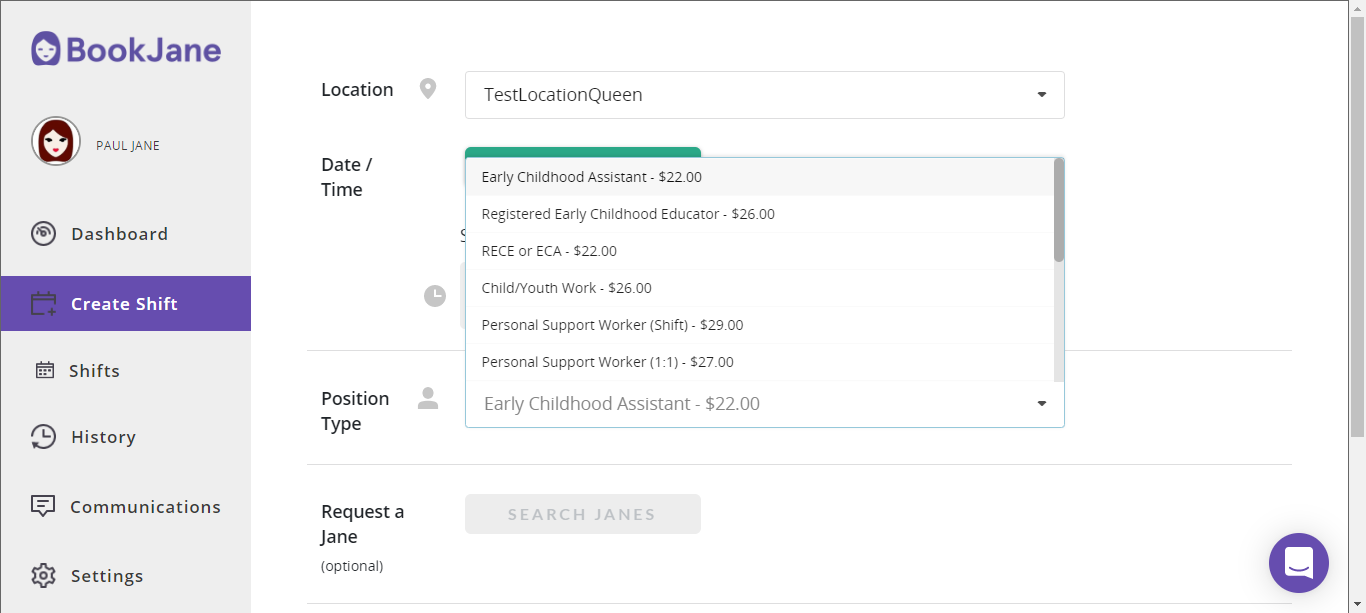 BookJane
PAUL JANE
Dashboard
Create Shift
Shifts
History
Communications
Settings
Location
TestLocationQueen
Date /
Time
Early Childhood Assistant - $22.00
Registered Early Childhood Educator - $26.00
RECE or ECA - $22.00
Child/Youth Work - $26.00
Personal Support Worker (Shift) - $29.00
Personal Support Worker (1:1) - $27.00
Position
Type
Early Childhood Assistant - $22.00
Request a
Jane
(optional)
SEARCH JANES